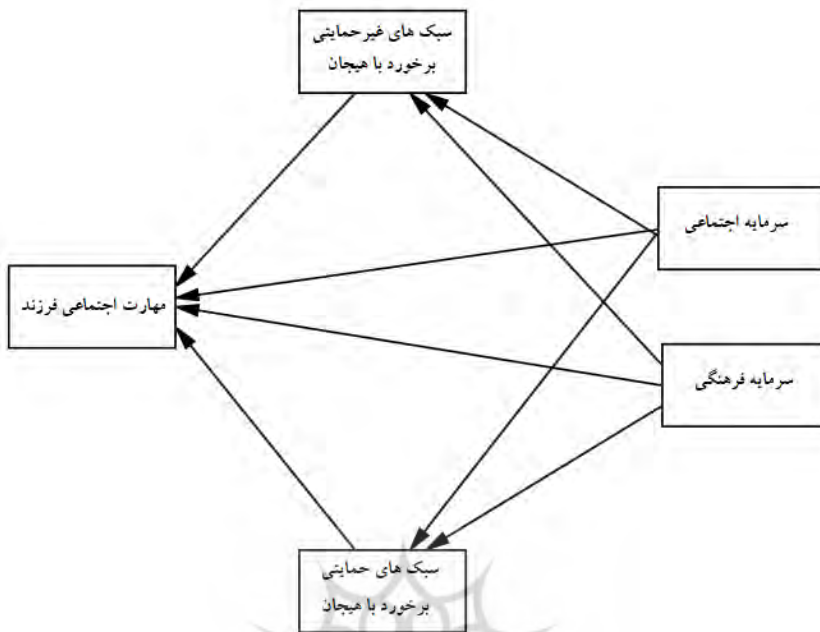 سبک های غیرحمایتی
برخورد با هیجان
سرمایه اجتماعی
مهارت اجتماعی فرزند
سرمایه فرهنگی
سبک های حمایتی
برخورد با هیجان